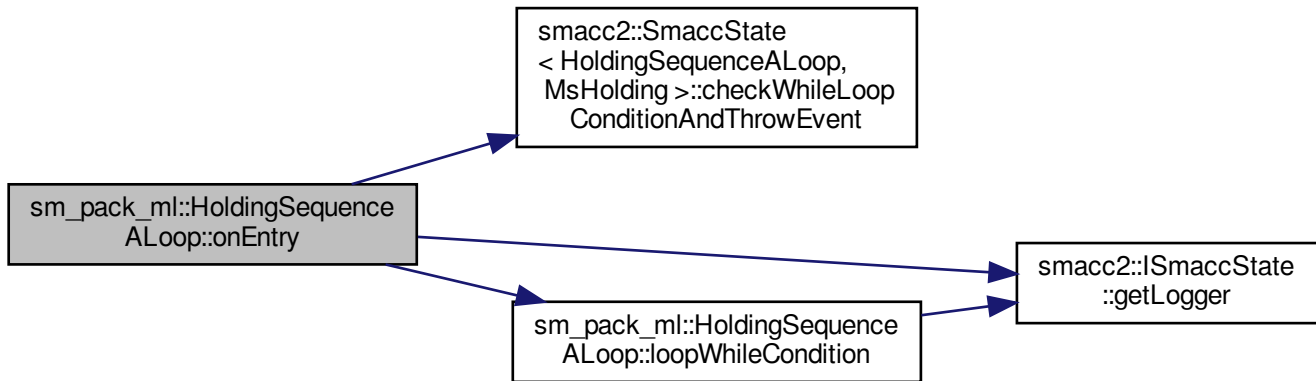 smacc2::SmaccState
< HoldingSequenceALoop,
MsHolding >::checkWhileLoop
ConditionAndThrowEvent
sm_pack_ml::HoldingSequence
ALoop::onEntry
smacc2::ISmaccState
::getLogger
sm_pack_ml::HoldingSequence
ALoop::loopWhileCondition